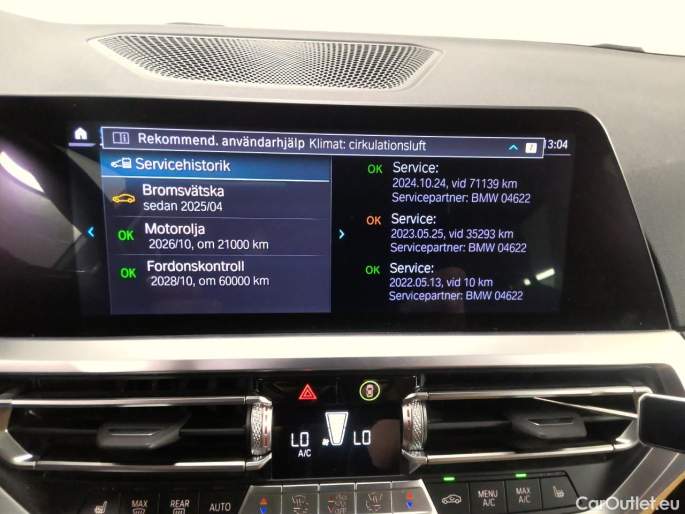 Rekommend. användarhjälp Klimat: cirkulationsluft
13:04
Servicehistorik
Bromsvätska
sedan 2025/04
OK Motorolja
2026/10, om 21000 km
OK Fordonskontroll
2028/10, om 60000 km
OK Service:
2024.10.24, vid 71139 km
Servicepartner: BMW 04622
OK Service:
2023.05.25, vid 35293 km
Servicepartner: BMW 04622
OK Service:
2022.05.13, vid 10 km
Servicepartner: BMW 04622
LO LO
A/C
MAX REAR AUTO
MENU A/C MAX A/C
CarOutlet.eu